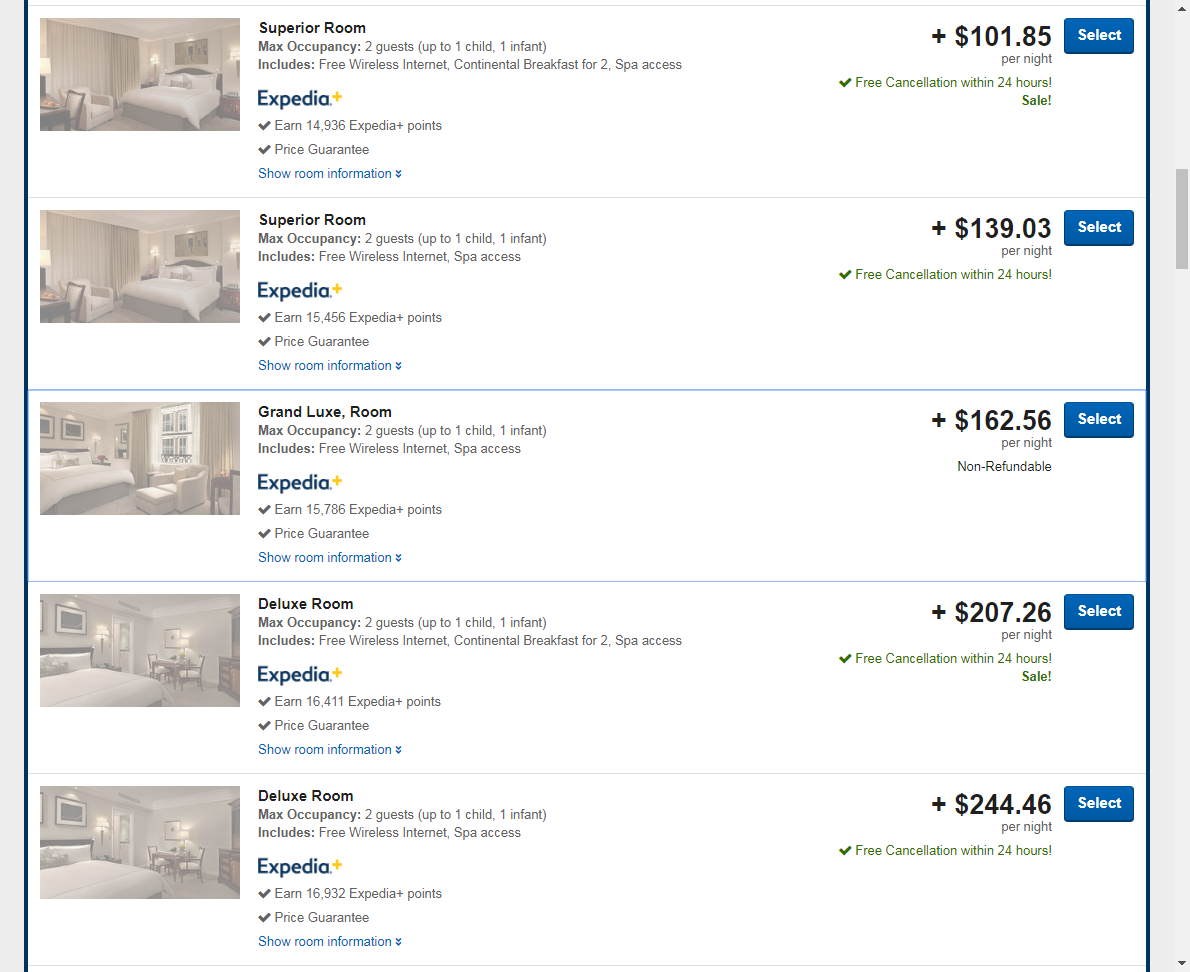 Superior Room
Max Occupancy: 2 guests (up to 1 child, 1 infant)
Includes: Free Wireless Internet, Continental Breakfast for 2, Spa access
Expedia+
Earn 14,936 Expedia+ points
Price Guarantee
Show room information
+ $101.85
per night
Free Cancellation within 24 hours!
Sale!
Select
Superior Room
Max Occupancy: 2 guests (up to 1 child, 1 infant)
Includes: Free Wireless Internet, Spa access
Expedia+
Earn 15,456 Expedia+ points
Price Guarantee
Show room information
+ $139.03
per night
Free Cancellation within 24 hours!
Select
Grand Luxe, Room
Max Occupancy: 2 guests (up to 1 child, 1 infant)
Includes: Free Wireless Internet, Spa access
Expedia+
Earn 15,786 Expedia+ points
Price Guarantee
Show room information
+ $162.56
per night
Non-Refundable
Select
Deluxe Room
Max Occupancy: 2 guests (up to 1 child, 1 infant)
Includes: Free Wireless Internet, Continental Breakfast for 2, Spa access
Expedia+
Earn 16,411 Expedia+ points
Price Guarantee
Show room information
+ $207.26
per night
Free Cancellation within 24 hours!
Sale!
Select
Deluxe Room
Max Occupancy: 2 guests (up to 1 child, 1 infant)
Includes: Free Wireless Internet, Spa access
Expedia+
Earn 16,932 Expedia+ points
Price Guarantee
Show room information
+ $244.46
per night
Free Cancellation within 24 hours!
Select